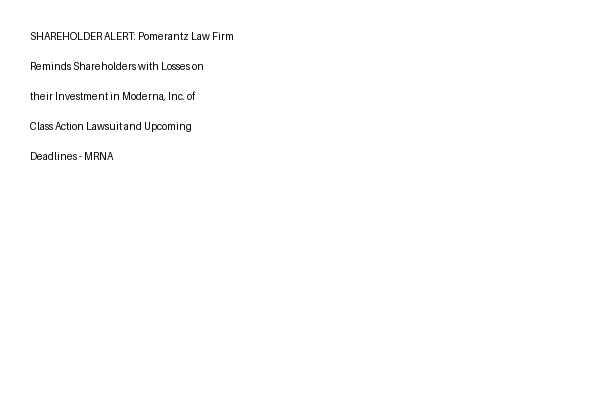 SHAREHOLDER ALERT: Pomerantz Law Firm
Reminds Shareholders with Losses on
their Investment in Moderna, Inc. of
Class Action Lawsuit and Upcoming
Deadlines - MRNA